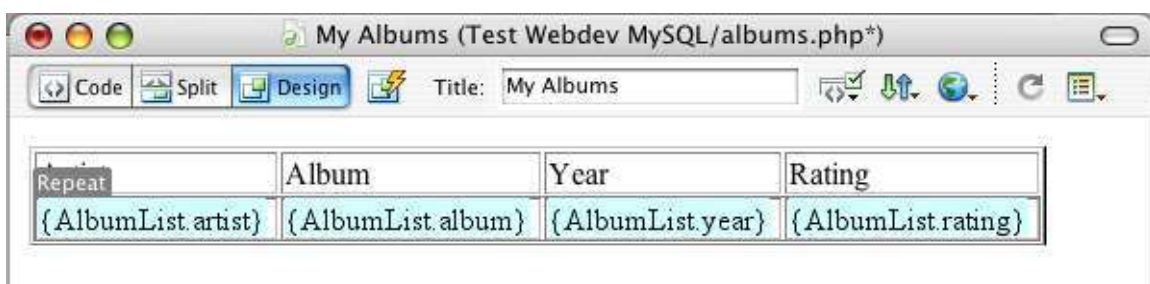 My Albums (Test Webdev MySQL/albums.php*)
Code Split Design Title: My Albums
Album Year Rating
Repeat
{AlbumList.artist} {AlbumList.album} {AlbumList.year} {AlbumList.rating}